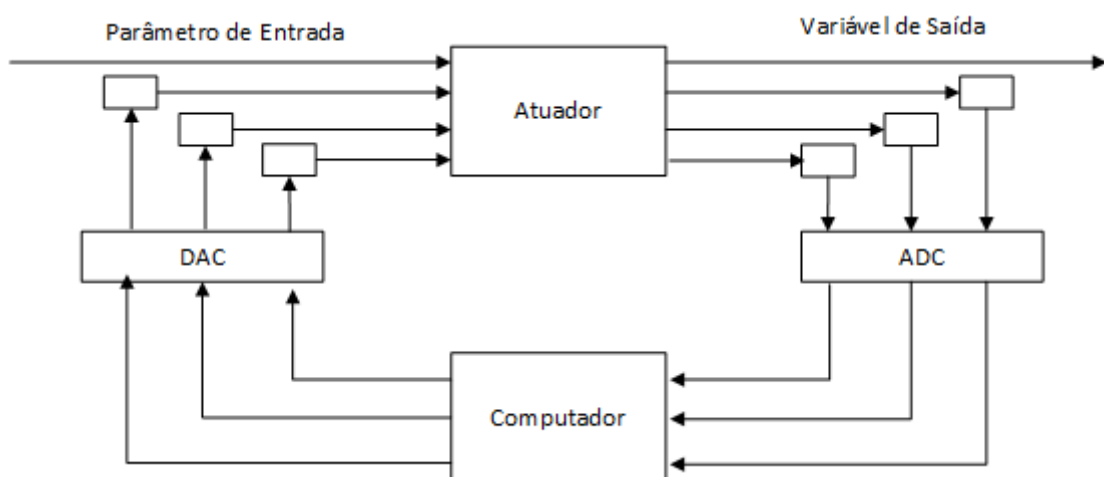 Parâmetro de Entrada
Variável de Saída
Atuador
DAC
ADC
Computador